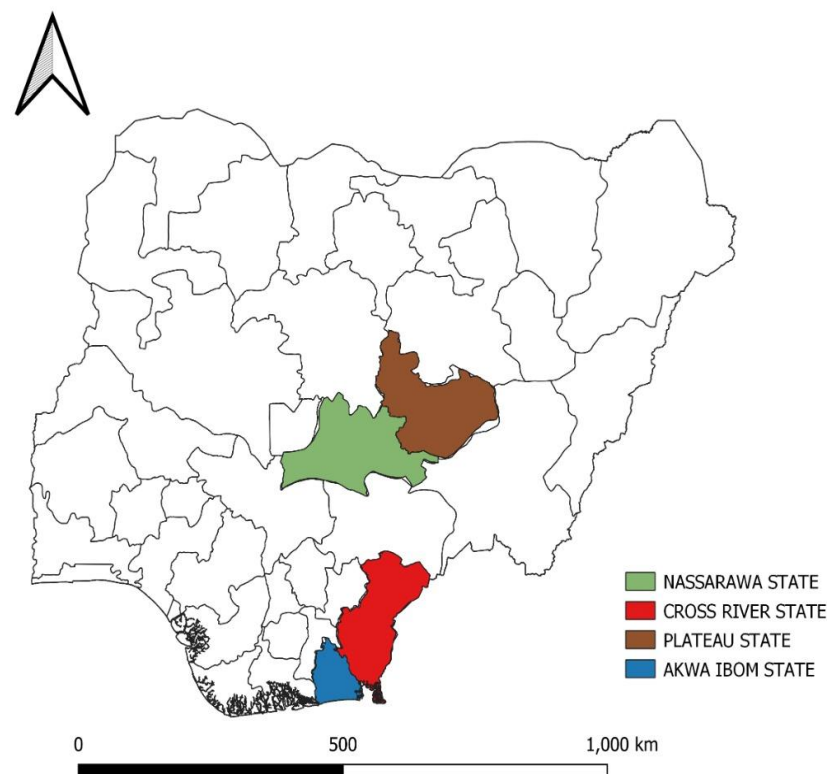 NASSARAWA STATE
CROSS RIVER STATE
PLATEAU STATE
AKWA IBOM STATE
0 500 1,000 km